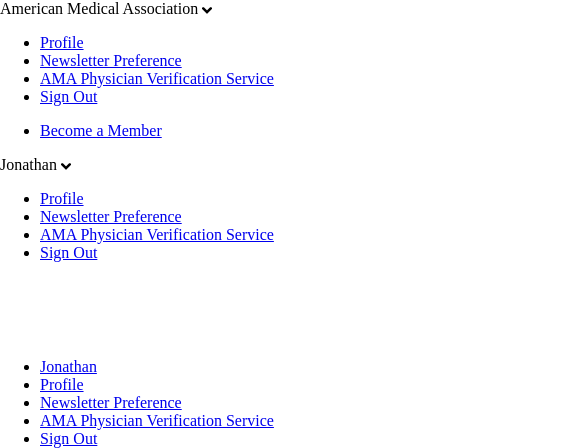 American Medical Association
Profile
Newsletter Preference
AMA Physician Verification Service
Sign Out
Become a Member
Jonathan
Profile
Newsletter Preference
AMA Physician Verification Service
Sign Out
Jonathan
Profile
Newsletter Preference
AMA Physician Verification Service
Sign Out